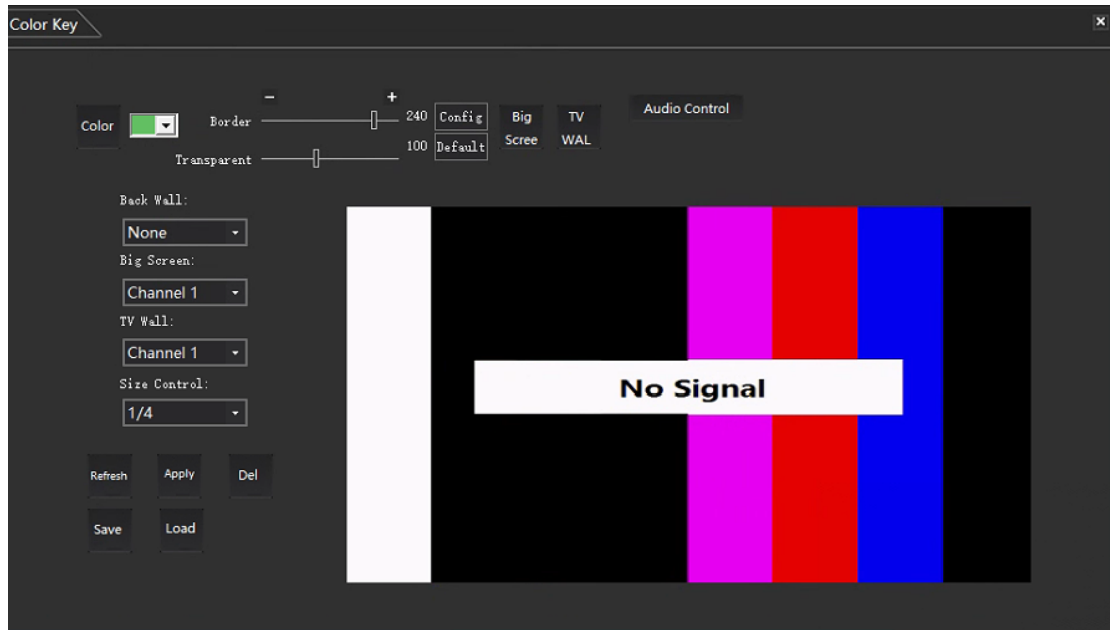 Color Key
Color
Border
240
Config
Transparent
100
Default
Big
Scree
TV
WAL
Audio Control
Back Wall:
None
Big Screen:
Channel 1
TV Wall:
Channel 1
Size Control:
1/4
Refresh
Apply
Del
Save
Load
No Signal